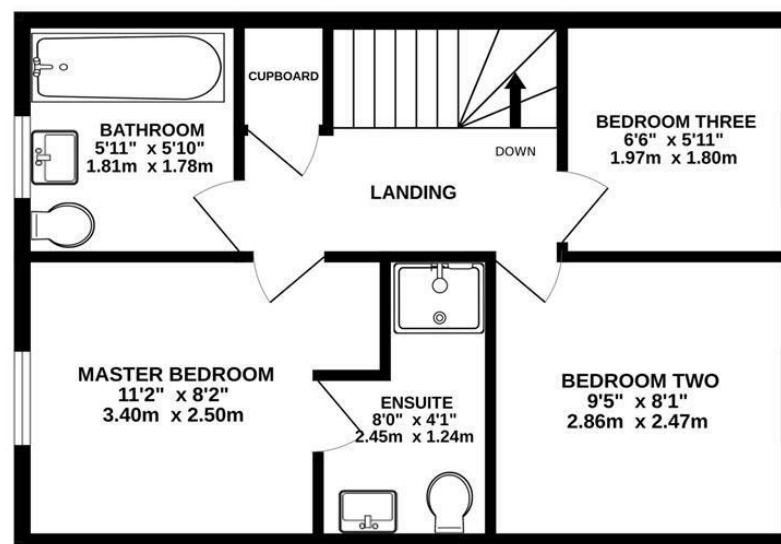 CUPBOARD
BATHROOM
5'11" x 5'10"
1.81m x 1.78m
BEDROOM THREE
6'6" x 5'11"
1.97m x 1.80m
DOWN
LANDING
MASTER BEDROOM
11'2" x 8'2"
3.40m x 2.50m
ENSUITE
8'0" x 4'1"
2.45m x 1.24m
BEDROOM TWO
9'5" x 8'1"
2.86m x 2.47m